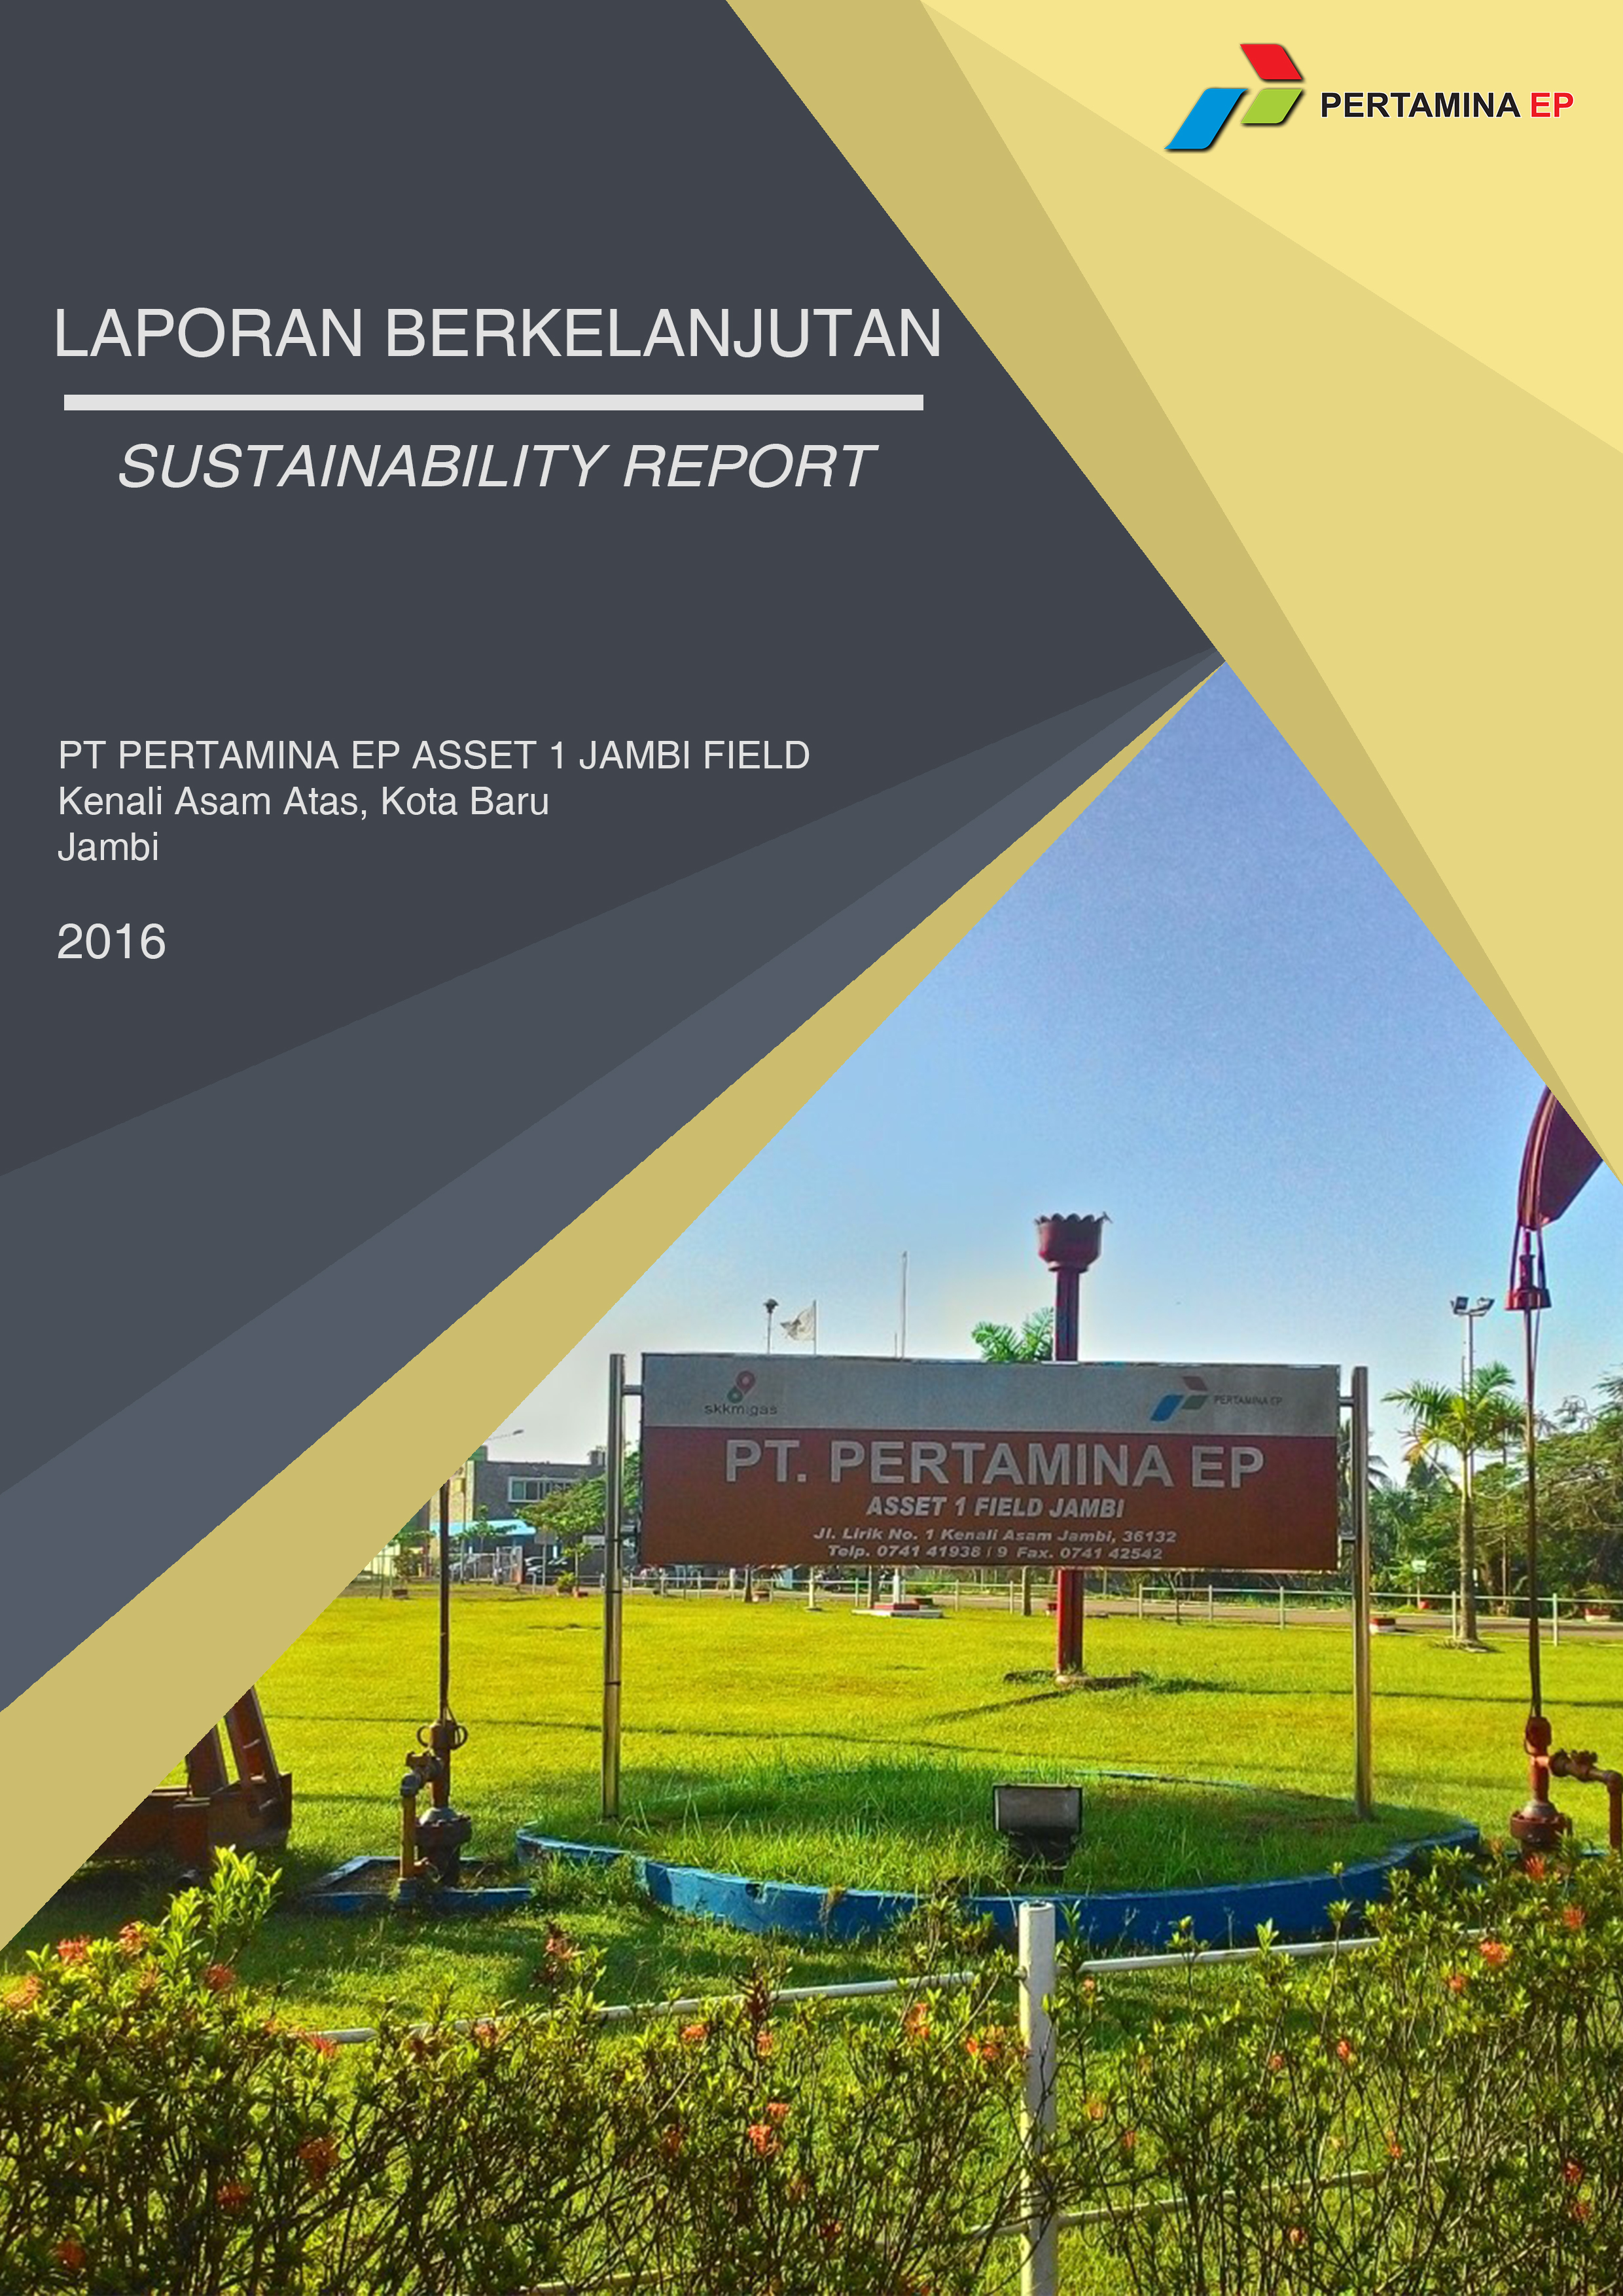 PERTAMINA EP
LAPORAN BERKELANJUTAN
SUSTAINABILITY REPORT
PT PERTAMINA EP ASSET 1 JAMBI FIELD
Kenali Asam Atas, Kota Baru
Jambi
2016
skkmigas
PERTAMINA EP
PT. PERTAMINA EP
ASSET 1 FIELD JAMBI
Jl. Lirik No. 1 Kenali Asam Jambi, 36132
Telp. 0741 41938 / 9 Fax. 0741 42542